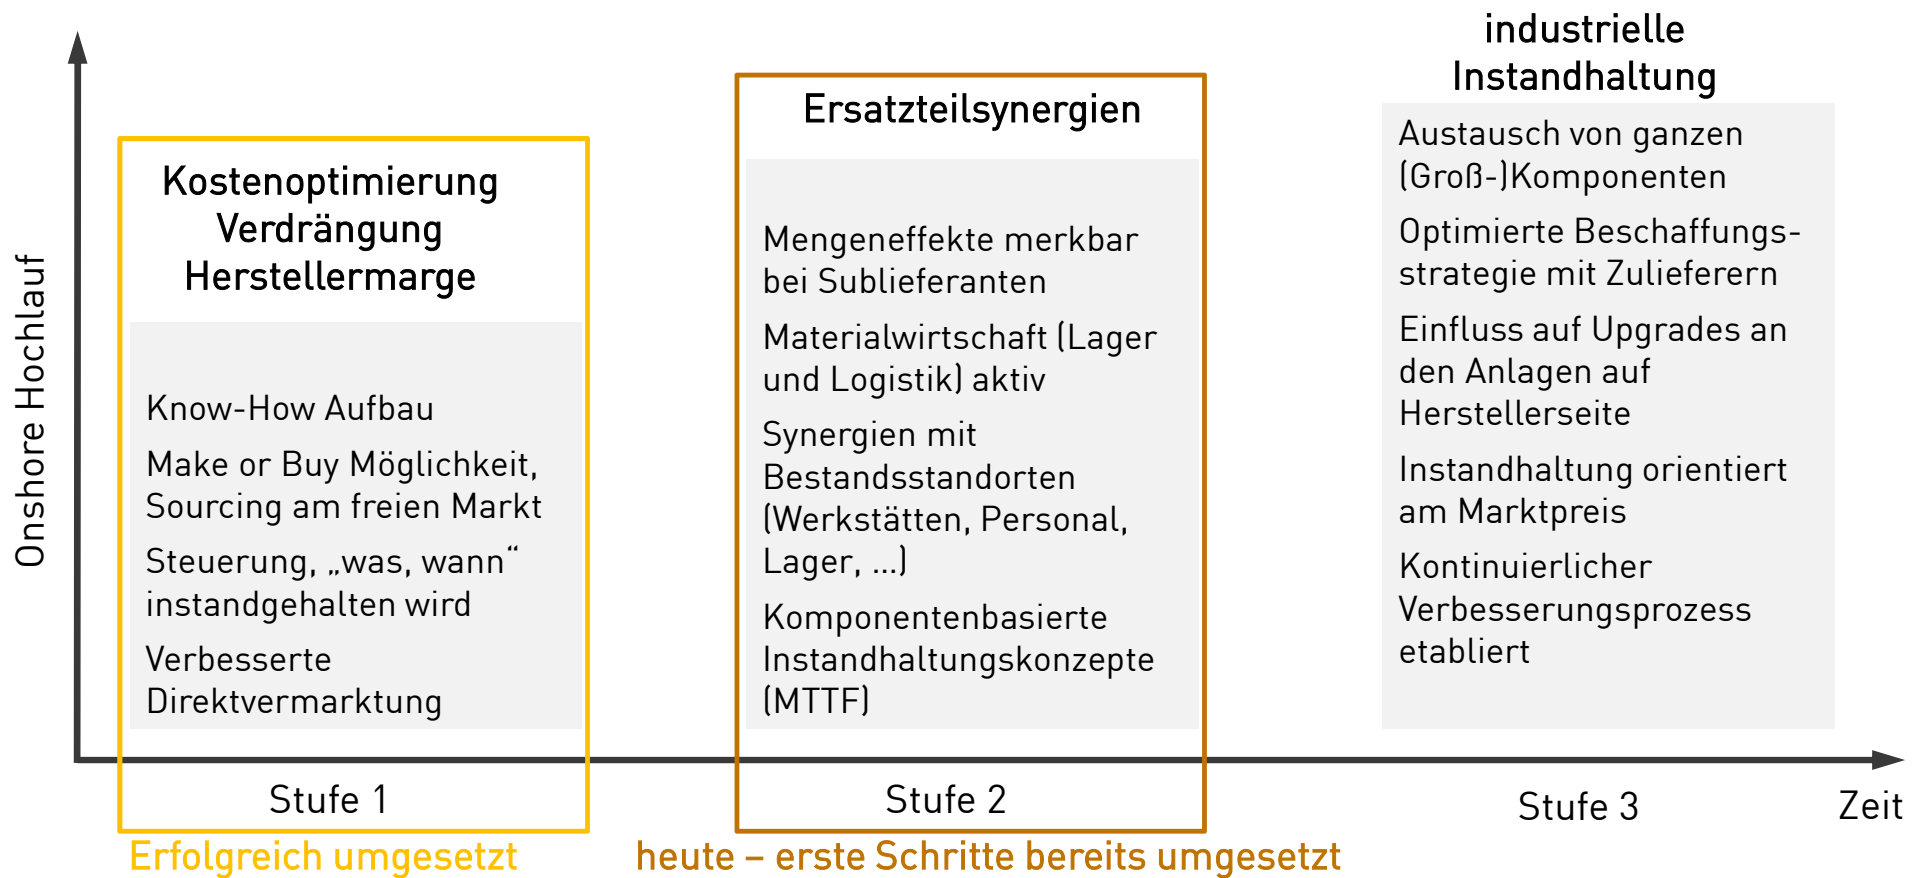 Onshore Hochlauf
Kostenoptimierung
Verdrängung
Herstellermarge
Know-How Aufbau
Make or Buy Möglichkeit,
Sourcing am freien Markt
Steuerung, „was, wann“
instandgehalten wird
Verbesserte
Direktvermarktung
Stufe 1
Erfolgreich umgesetzt
Ersatzteilsynergien
Mengeneffekte merkbar
bei Sublieferanten
Materialwirtschaft (Lager
und Logistik) aktiv
Synergien mit
Bestandsstandorten
(Werkstätten, Personal,
Lager, ...)
Komponentenbasierte
Instandhaltungskonzepte
(MTTF)
Stufe 2
heute – erste Schritte bereits umgesetzt
industrielle
Instandhaltung
Austausch von ganzen
(Groß-)Komponenten
Optimierte Beschaffungs-
strategie mit Zulieferern
Einfluss auf Upgrades an
den Anlagen auf
Herstellerseite
Instandhaltung orientiert
am Marktpreis
Kontinuierlicher
Verbesserungsprozess
etabliert
Stufe 3
Zeit